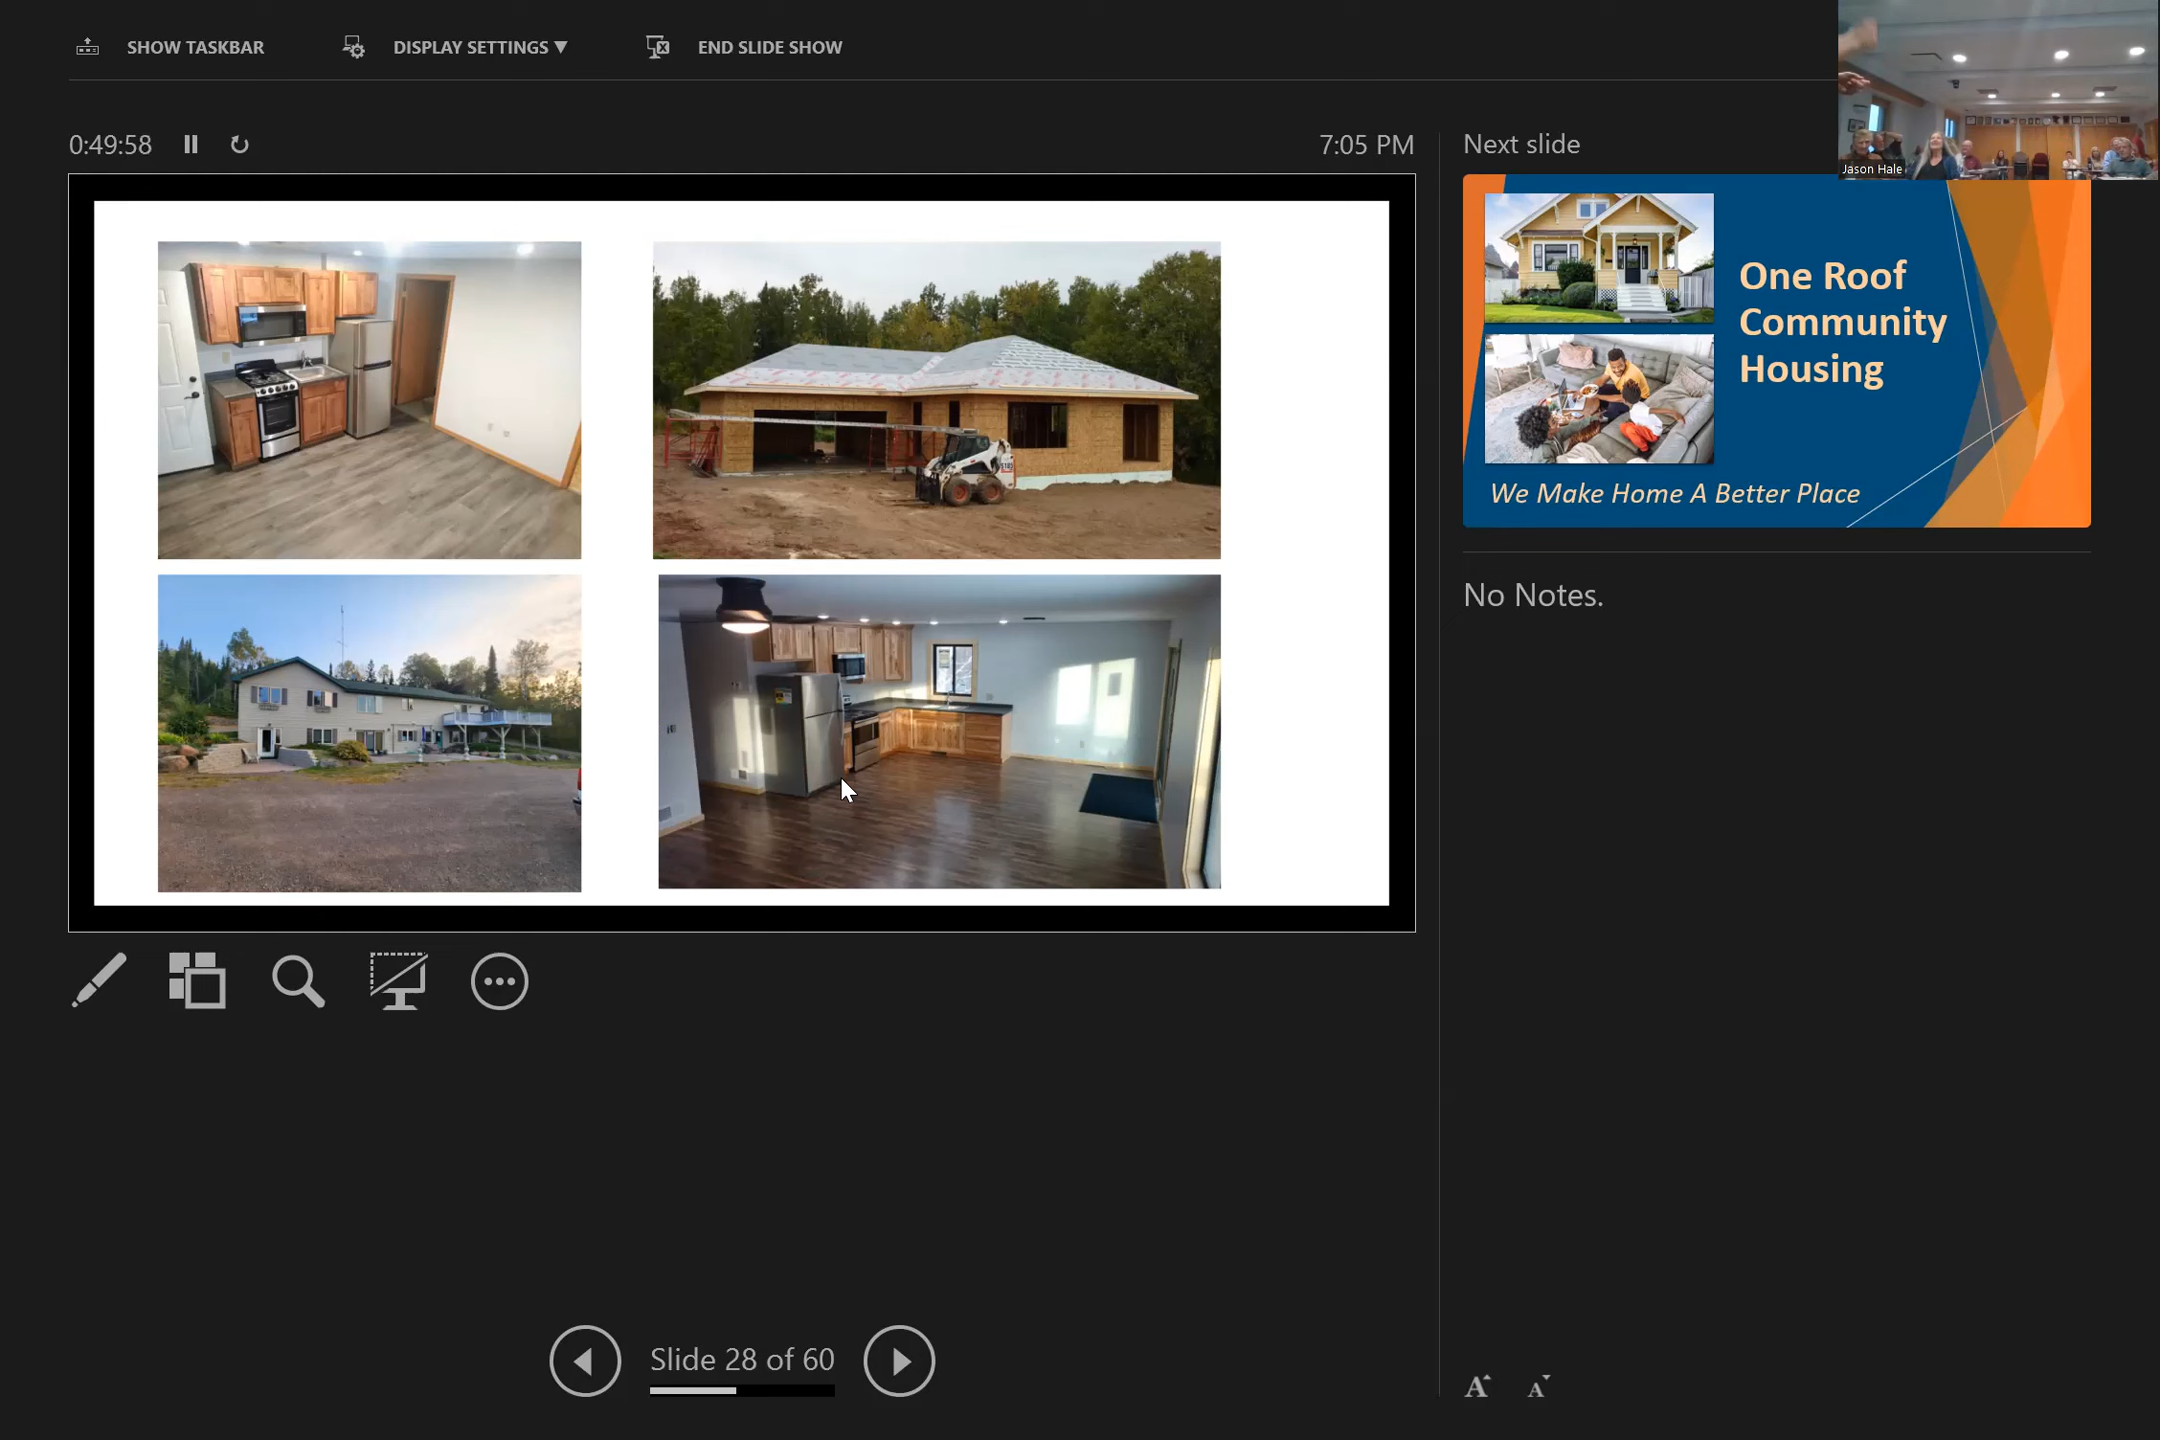 SHOW TASKBAR
DISPLAY SETTINGS ▼
END SLIDE SHOW
0:49:58
7:05 PM
Next slide
Jason Hale
One Roof
Community
Housing
We Make Home A Better Place
No Notes.
Slide 28 of 60
A
A